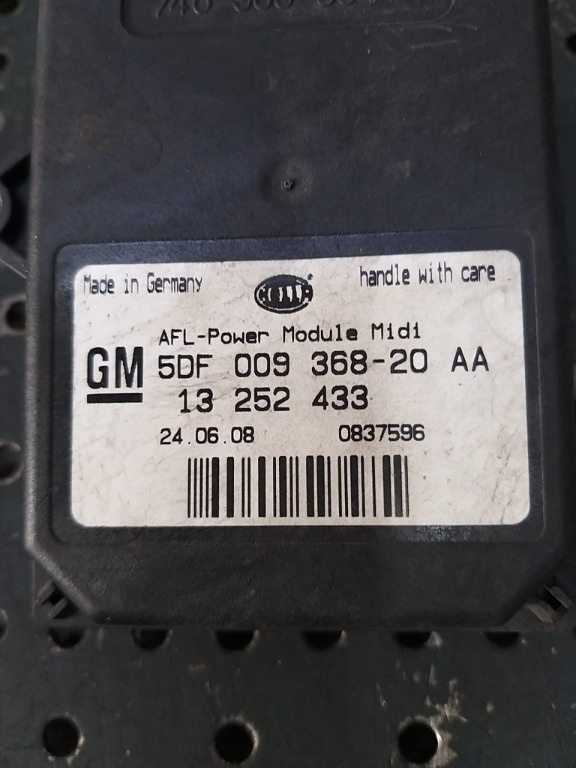 Made in Germany
HELLA
®
handle with care
AFL-Power Module Midi
GM
5DF 009 368-20 AA
13 252 433
24.06.08 0837596